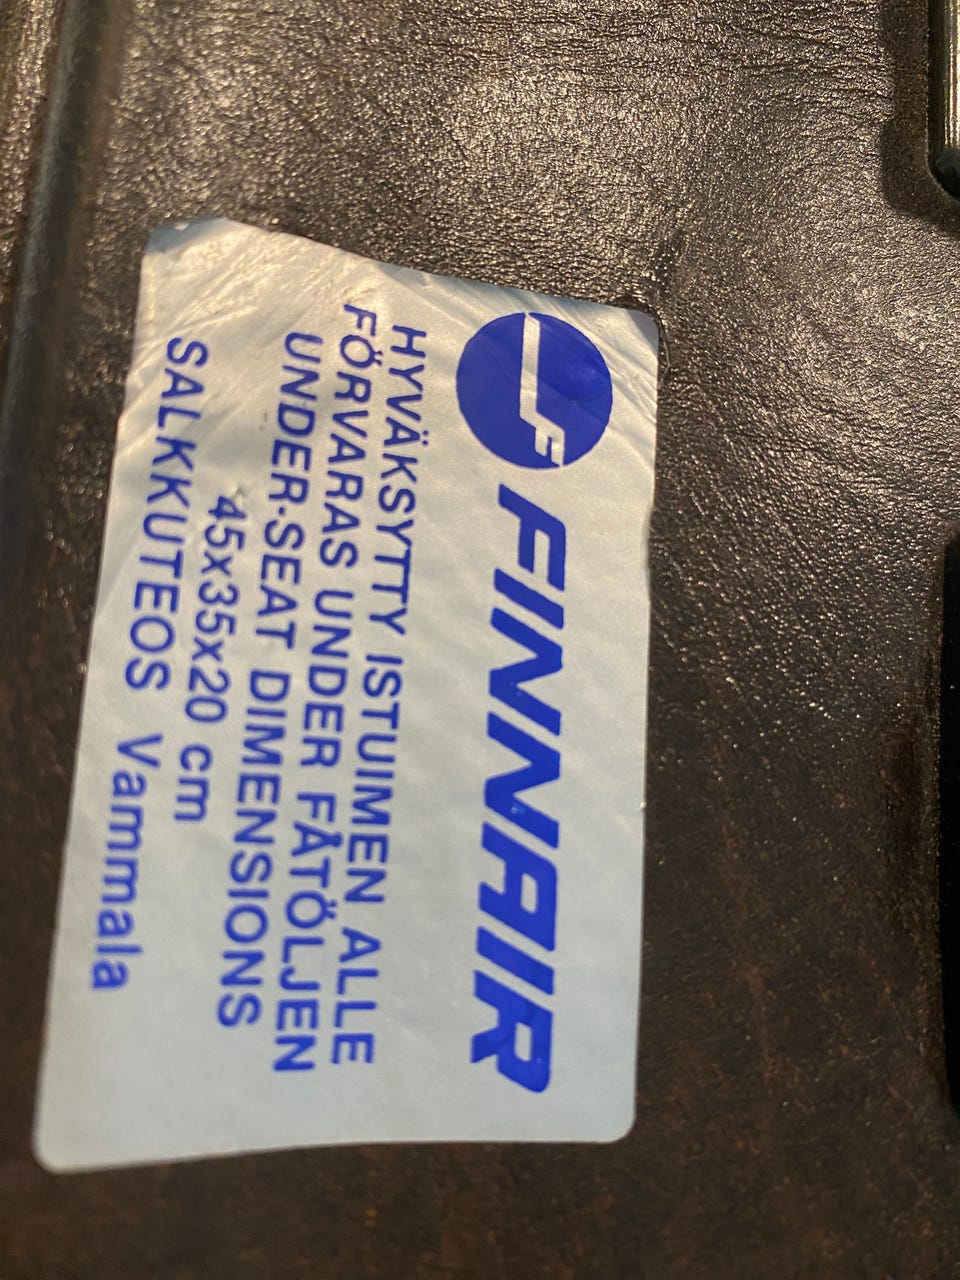 F FINNAIR
HYVÄKSYTTY ISTUIMEN ALLE
FÖRVARAS UNDER FÅTÖLJEN
UNDER-SEAT DIMENSIONS
45x35x20 cm
SALKKUTEOS Vammala